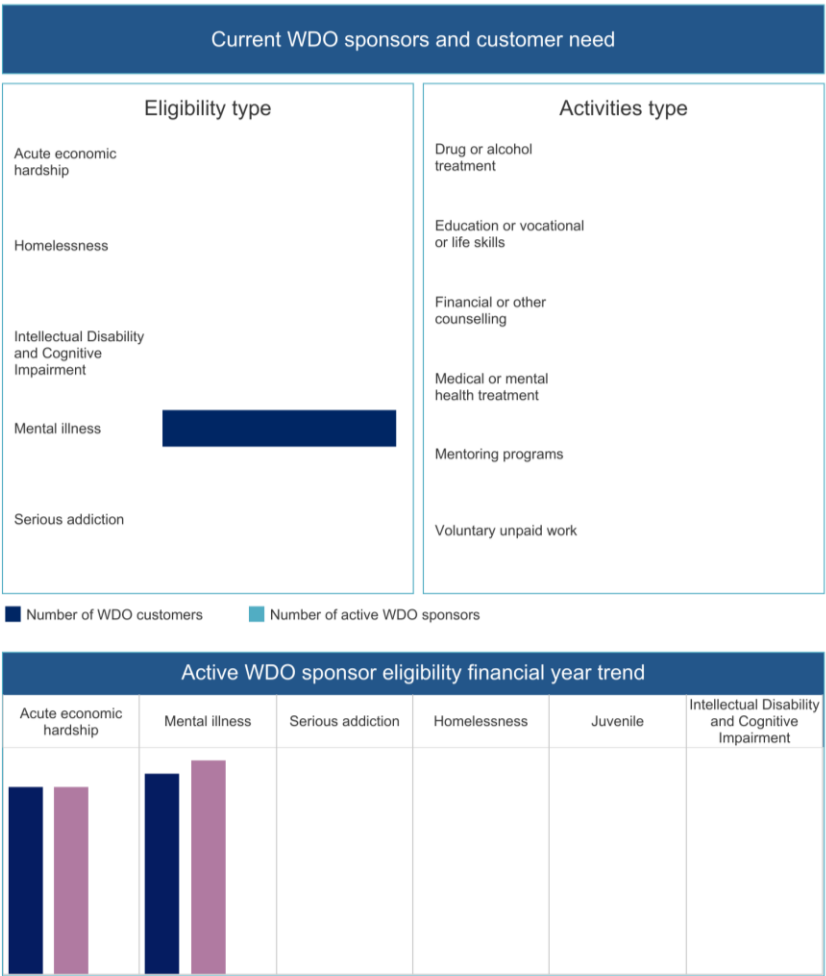 Current WDO sponsors and customer need
Eligibility type
Acute economic
hardship
Homelessness
Intellectual Disability
and Cognitive
Impairment
Mental illness
Serious addiction
Activities type
Drug or alcohol
treatment
Education or vocational
or life skills
Financial or other
counselling
Medical or mental
health treatment
Mentoring programs
Voluntary unpaid work
Number of WDO customers
Number of active WDO sponsors
Active WDO sponsor eligibility financial year trend
Acute economic
hardship
Mental illness
Serious addiction
Homelessness
Juvenile
Intellectual Disability
and Cognitive
Impairment